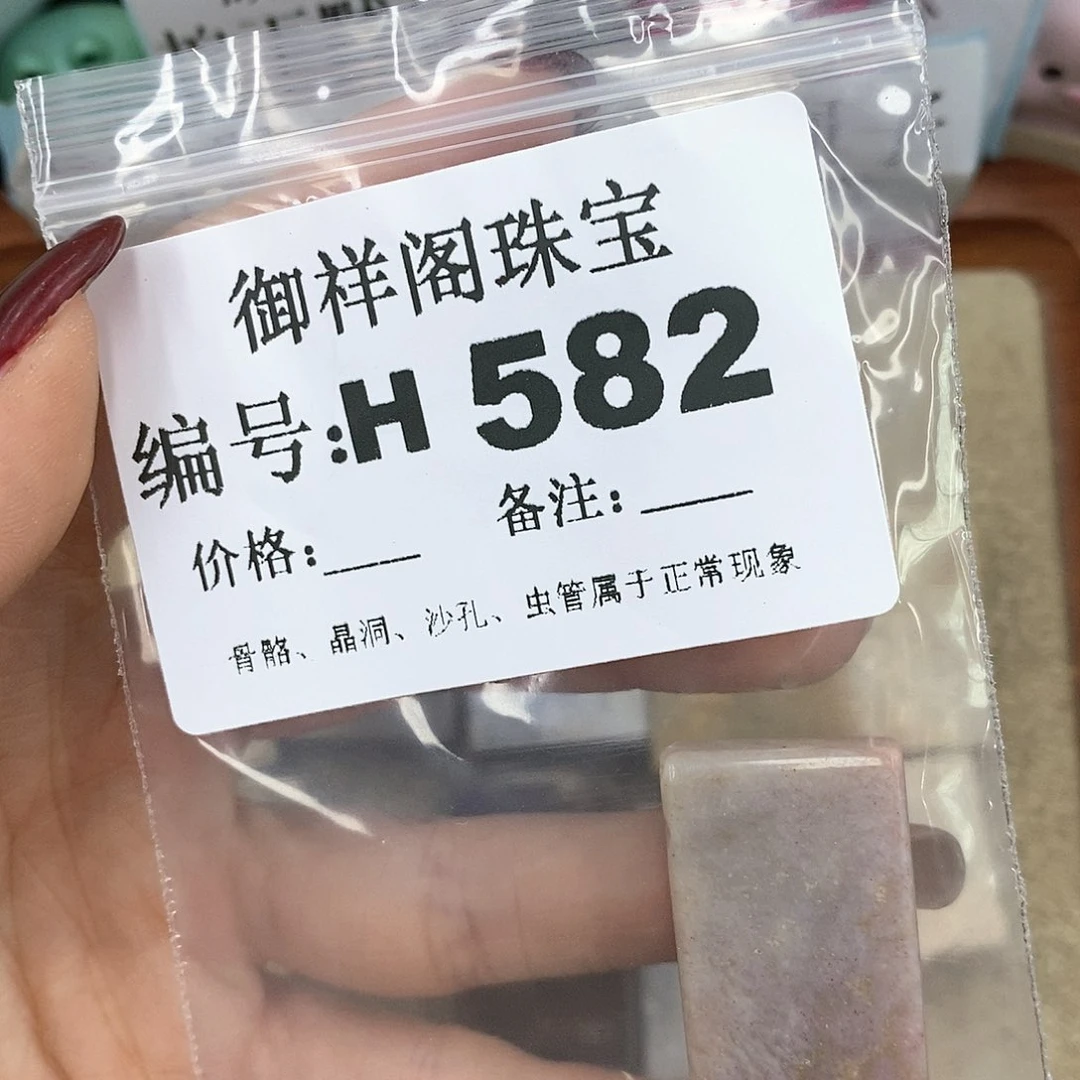 御祥阁珠宝
编号:H 582
价格:___ 备注:____
骨骼、晶洞、沙孔、虫管属于正常现象